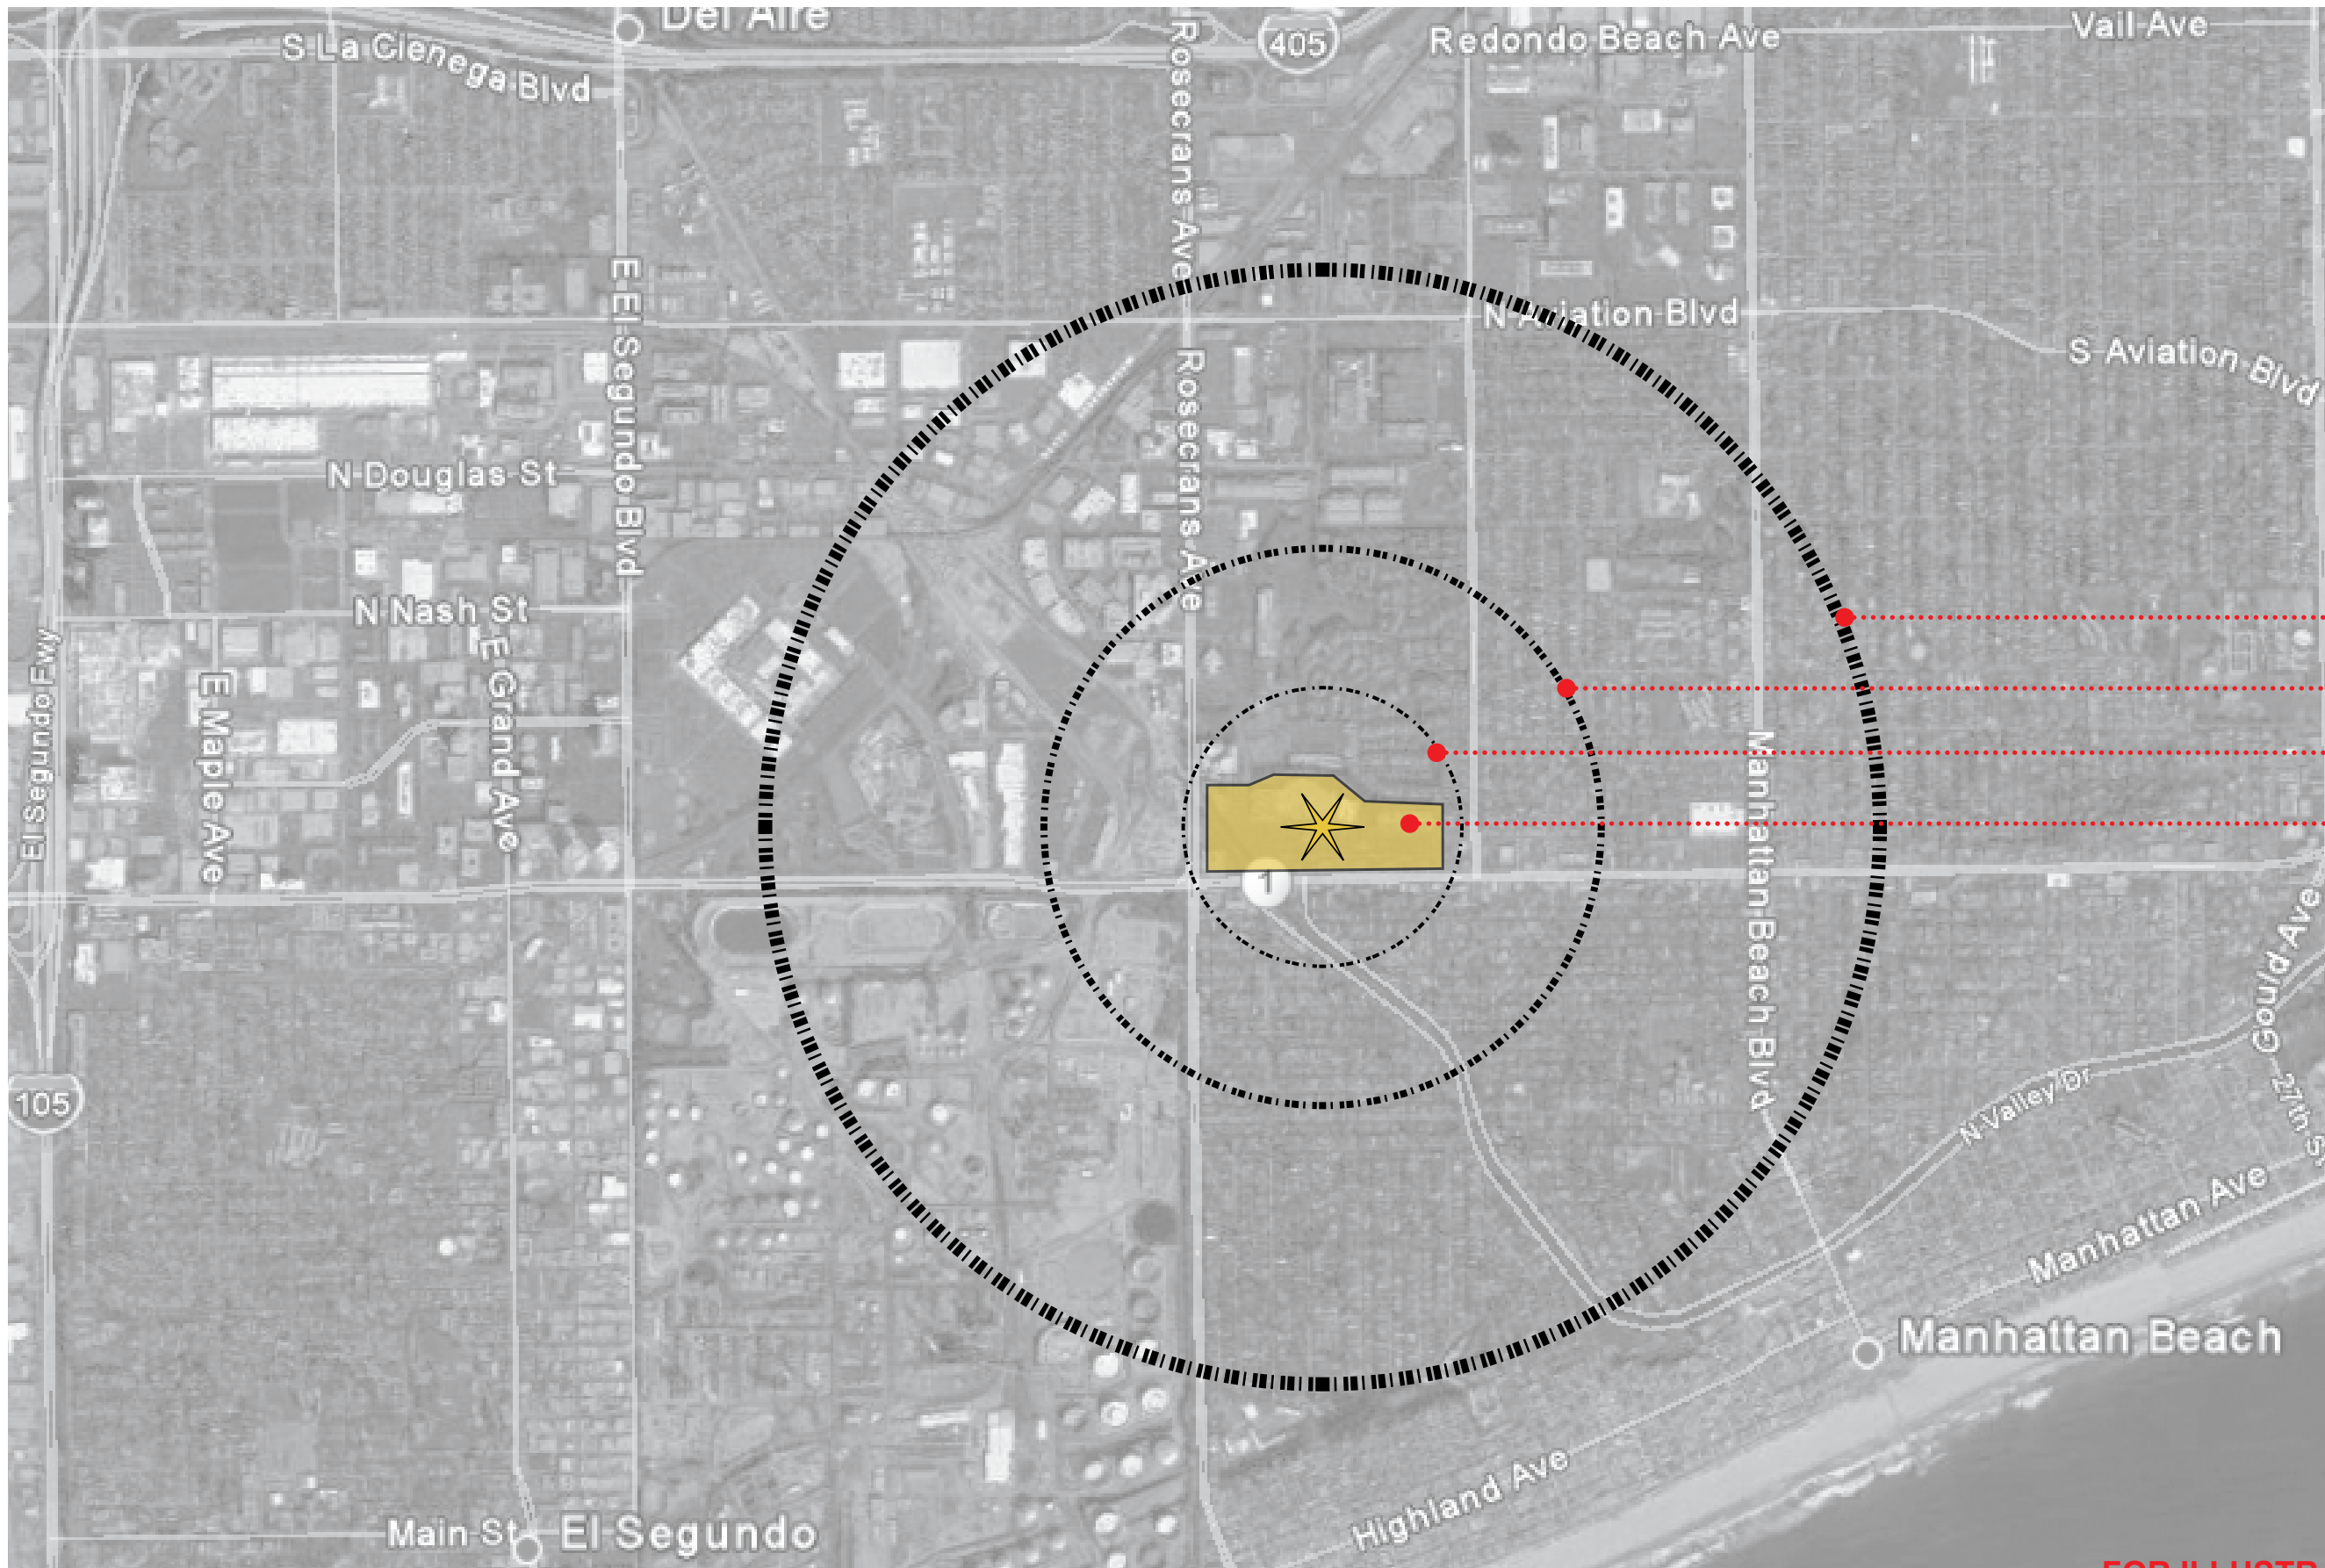 Del Aire
S La Cienega Blvd
405
Redondo Beach Ave
Vail Ave
Rosecrans Ave
E El Segundo Blvd
N Aviation Blvd
S Aviation Blvd
Rosecrans Ave
N Douglas St
N Nash St
E Grand Ave
E Maple Ave
El Segundo Fwy
Manhattan Beach Blvd
1
Gould Ave
27th S
105
N Valley Dr
Manhattan Ave
Manhattan Beach
Highland Ave
Main St
El Segundo
FOR ILLUSTR